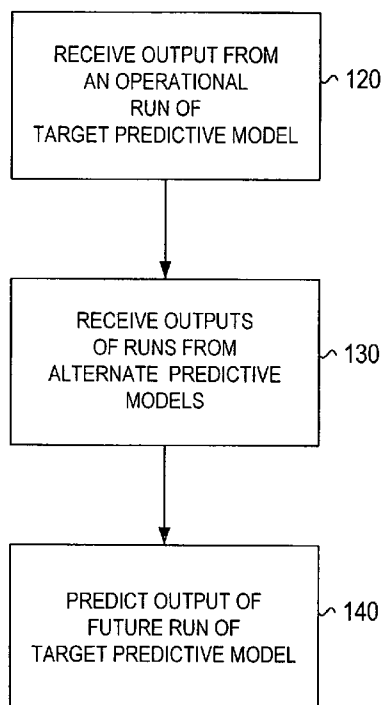 RECEIVE OUTPUT FROM
AN OPERATIONAL
RUN OF
TARGET PREDICTIVE MODEL
120
RECEIVE OUTPUTS
OF RUNS FROM
ALTERNATE PREDICTIVE
MODELS
130
PREDICT OUTPUT OF
FUTURE RUN OF
TARGET PREDICTIVE MODEL
140